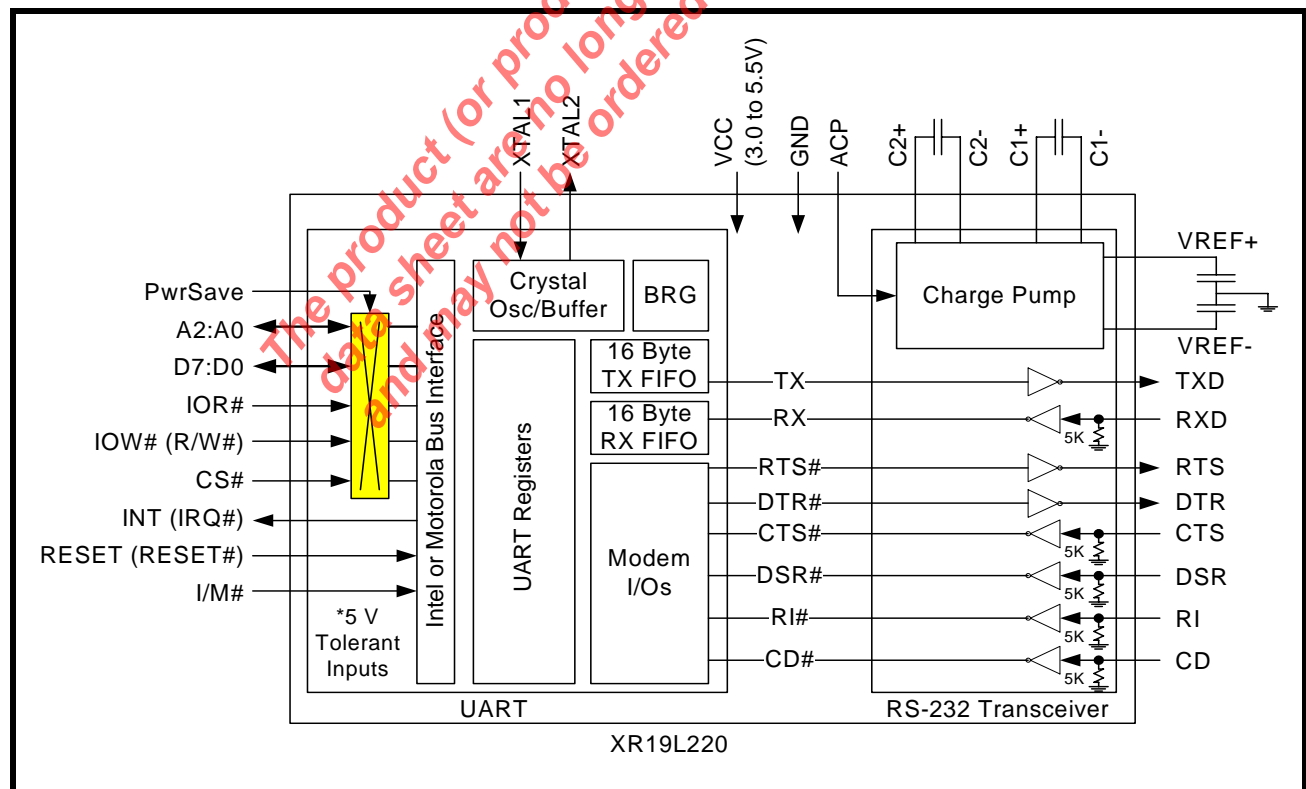 The product (or prod
data sheet are no long
and may not be ordered
XTAL1
XTAL2
VCC
(3.0 to 5.5V)
GND
ACP
C2+
C2-
C1+
C1-
VREF+
VREF-
PwrSave
A2:A0
D7:D0
IOR#
IOW# (R/W#)
CS#
INT (IRQ#)
RESET (RESET#)
I/M#
*5 V
Tolerant
Inputs
Intel or Motorola Bus Interface
Crystal
Osc/Buffer
BRG
UART Registers
16 Byte
TX FIFO
16 Byte
RX FIFO
Modem
I/Os
Charge Pump
TX
TXD
RX
5K
RXD
RTS#
RTS
DTR#
DTR
CTS#
5K
CTS
DSR#
5K
DSR
RI#
5K
RI
CD#
5K
CD
UART
RS-232 Transceiver
XR19L220